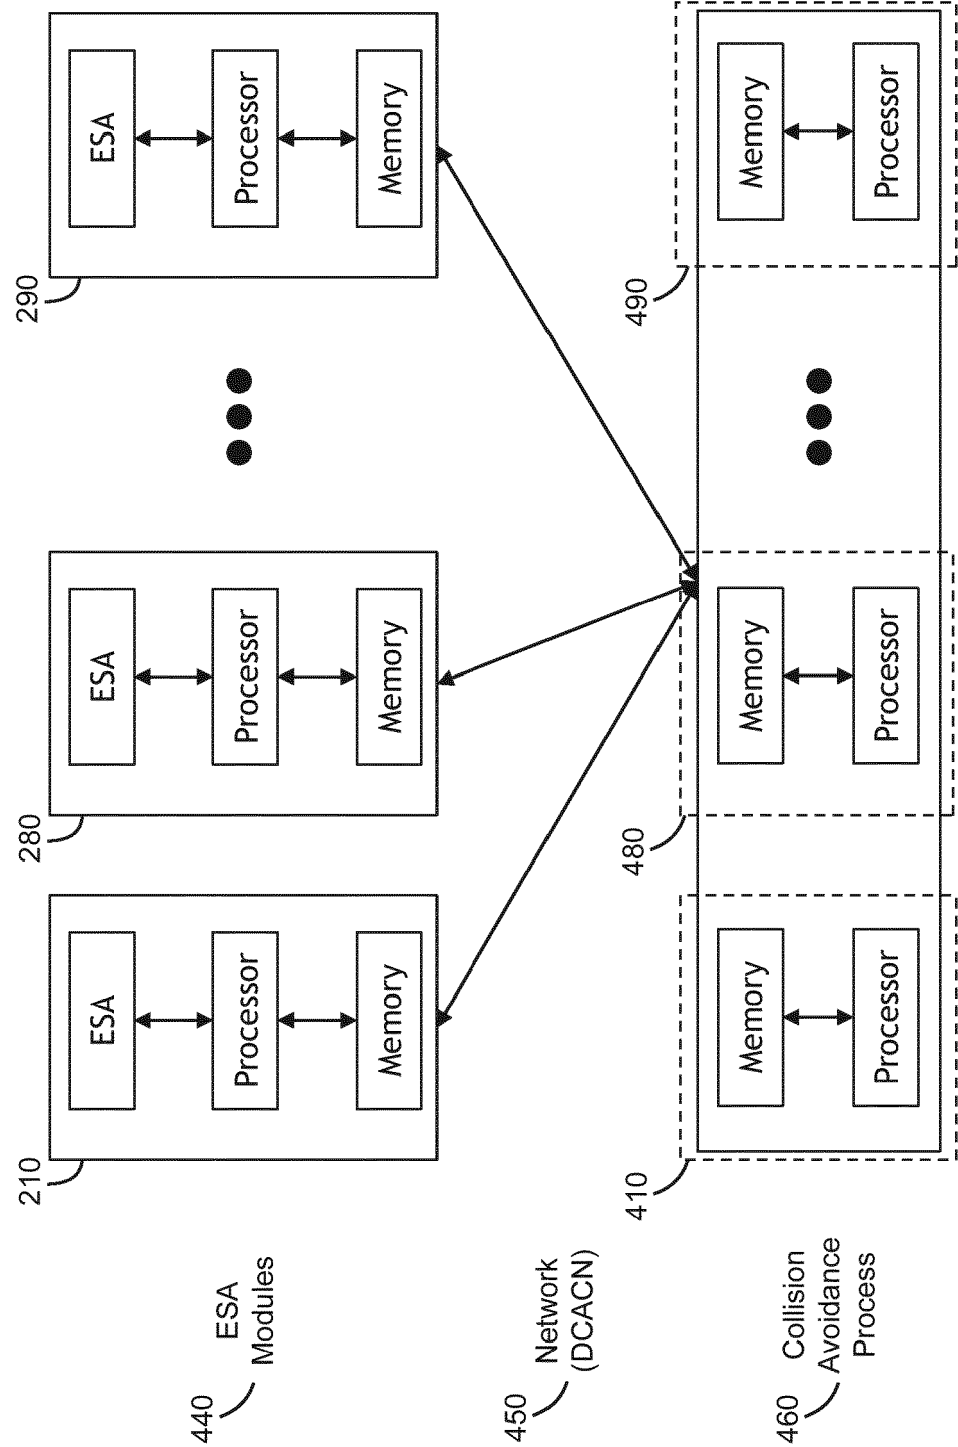 210
280
290
ESA
ESA
ESA
440
ESA
Modules
Processor
Processor
Processor
Memory
Memory
Memory
450
Network
(DCACN)
410
480
490
460
Collision
Avoidance
Process
Memory
Memory
Memory
Processor
Processor
Processor